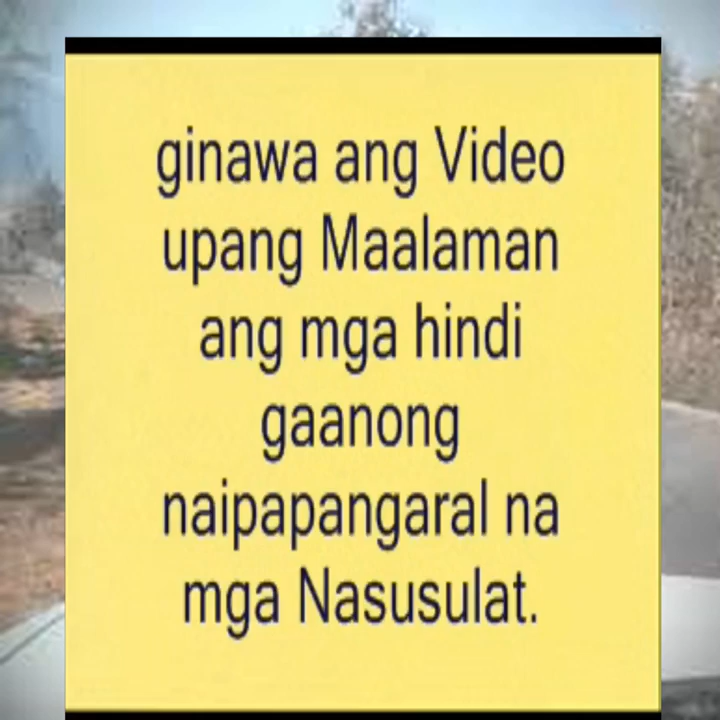 ginawa ang Video
upang Maalaman
ang mga hindi
gaanong
naipapangaral na
mga Nasusulat.